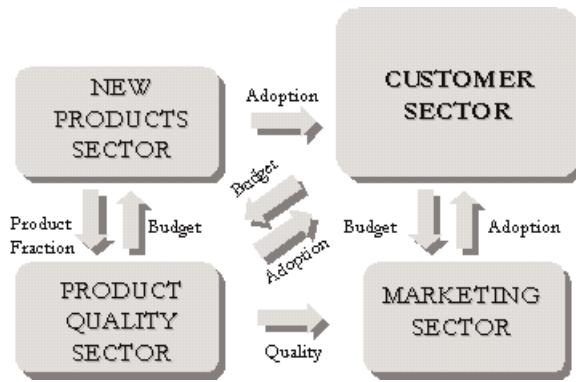 NEW
PRODUCTS
SECTOR
Adoption
CUSTOMER
SECTOR
Product
Fraction
Budget
Budget
Adoption
Budget
Adoption
PRODUCT
QUALITY
SECTOR
Quality
MARKETING
SECTOR